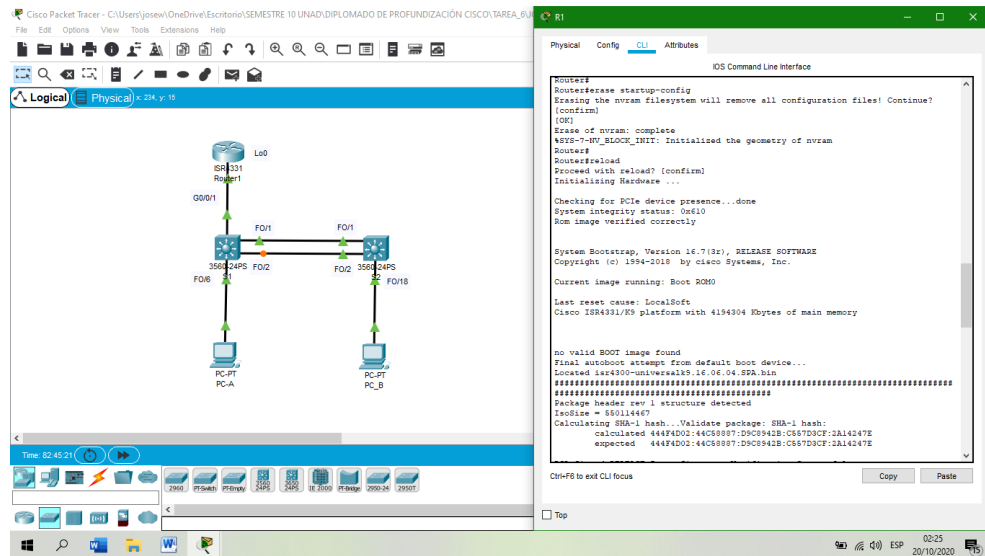 Cisco Packet Tracer - C:\Users\josew\OneDrive\Escritorio\SEMESTRE 10 UNAD\DIPLOMADO DE PROFUNDIZACIÓN CISCO\TAREA_6\J
File Edit Options View Tools Extensions Help
Logical
Physical x: 234, y: 15
Lo0
ISR4331
Router1
G0/0/1
FO/1
FO/1
3560-24PS
S1
FO/2
FO/2
3560-24PS
S2
FO/6
FO/18
PC-PT
PC-A
PC-PT
PC_B
Time: 82:45:21
2960
PT-Switch
PT-Empty
3560 24PS
3650 24PS
IE 2000
PT-Bridge
2950-24
2950T
R1
Physical Config CLI Attributes
IOS Command Line Interface
Router#
Router#erase startup-config
Erasing the nvram filesystem will remove all configuration files! Continue?
[confirm]
[OK]
Erase of nvram: complete
%SYS-7-NV_BLOCK_INIT: Initialized the geometry of nvram
Router#
Router#reload
Proceed with reload? [confirm]
Initializing Hardware ...
Checking for PCIe device presence...done
System integrity status: 0x610
Rom image verified correctly
System Bootstrap, Version 16.7(3r), RELEASE SOFTWARE
Copyright (c) 1994-2018 by cisco Systems, Inc.
Current image running: Boot ROM0
Last reset cause: LocalSoft
Cisco ISR4331/K9 platform with 4194304 Kbytes of main memory
no valid BOOT image found
Final autoboot attempt from default boot device...
Located isr4300-universalk9.16.06.04.SPA.bin
################################################################################
############################################
Package header rev 1 structure detected
IsoSize = 550114467
Calculating SHA-1 hash...Validate package: SHA-1 hash:
calculated 444F4D02:44C58887:D9C8942B:C557D3CF:2A14247E
expected 444F4D02:44C58887:D9C8942B:C557D3CF:2A14247E
Ctrl+F6 to exit CLI focus
Copy
Paste
Top
ESP
02:25
20/10/2020
15